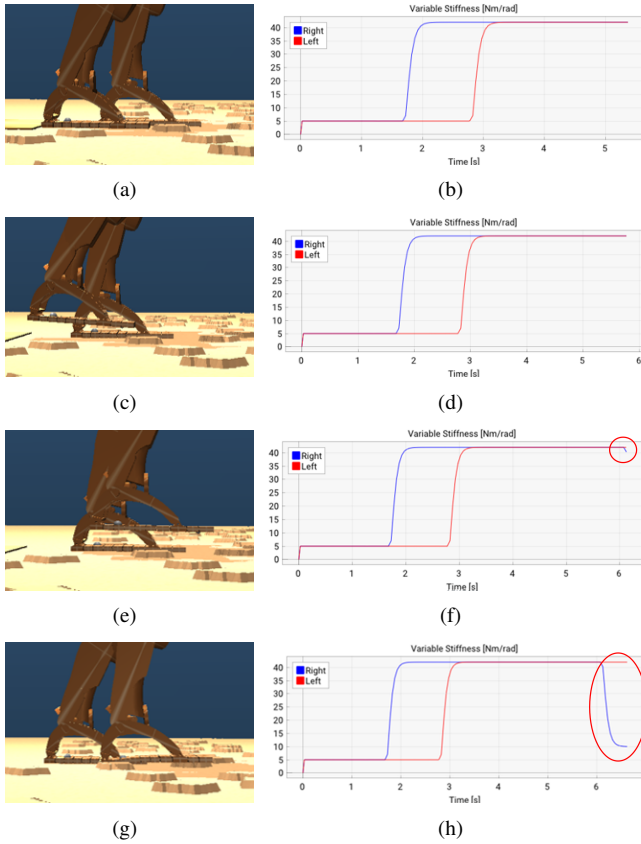 Variable Stiffness [Nm/rad]
Right
Left
40
35
30
25
20
15
10
5
0
0 1 2 3 4 5
Time [s]
(a) (b)
Variable Stiffness [Nm/rad]
Right
Left
40
35
30
25
20
15
10
5
0
0 1 2 3 4 5 6
Time [s]
(c) (d)
Variable Stiffness [Nm/rad]
Right
Left
40
35
30
25
20
15
10
5
0
0 1 2 3 4 5 6
Time [s]
(e) (f)
Variable Stiffness [Nm/rad]
Right
Left
40
35
30
25
20
15
10
5
0
0 1 2 3 4 5 6
Time [s]
(g) (h)